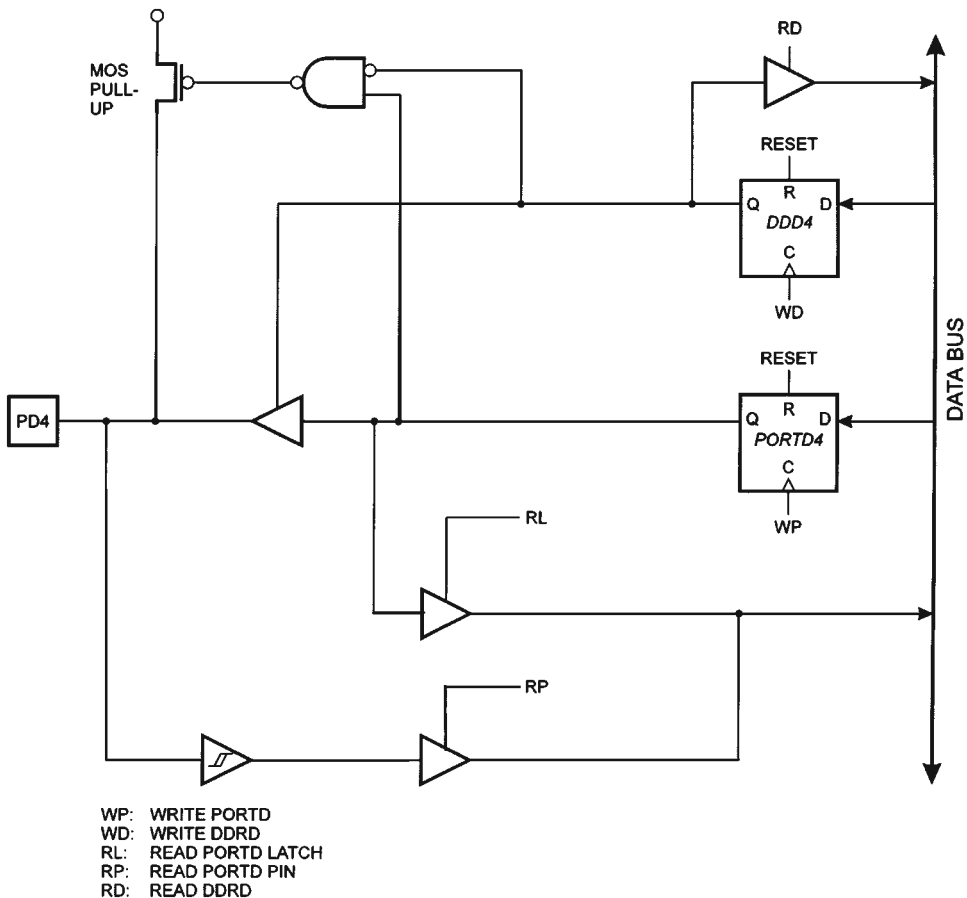 RD
MOS
PULL-
UP
RESET
R
Q
D
DDD4
C
WD
RESET
R
PD4
Q
D
PORTD4
C
WP
DATA BUS
RL
RP
WP: WRITE PORTD
WD: WRITE DDRD
RL: READ PORTD LATCH
RP: READ PORTD PIN
RD: READ DDRD